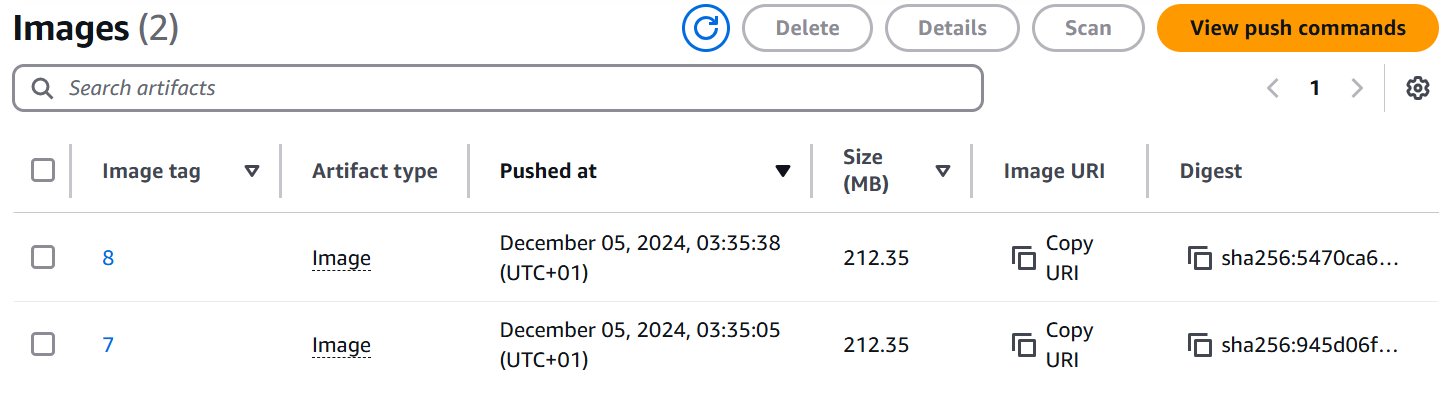 Images (2)
Delete
Details
Scan
View push commands
Search artifacts
1
Image tag
Artifact type
Pushed at
Size
(MB)
Image URI
Digest
8
Image
December 05, 2024, 03:35:38
(UTC+01)
212.35
Copy
URI
sha256:5470ca6...
7
Image
December 05, 2024, 03:35:05
(UTC+01)
212.35
Copy
URI
sha256:945d06f...